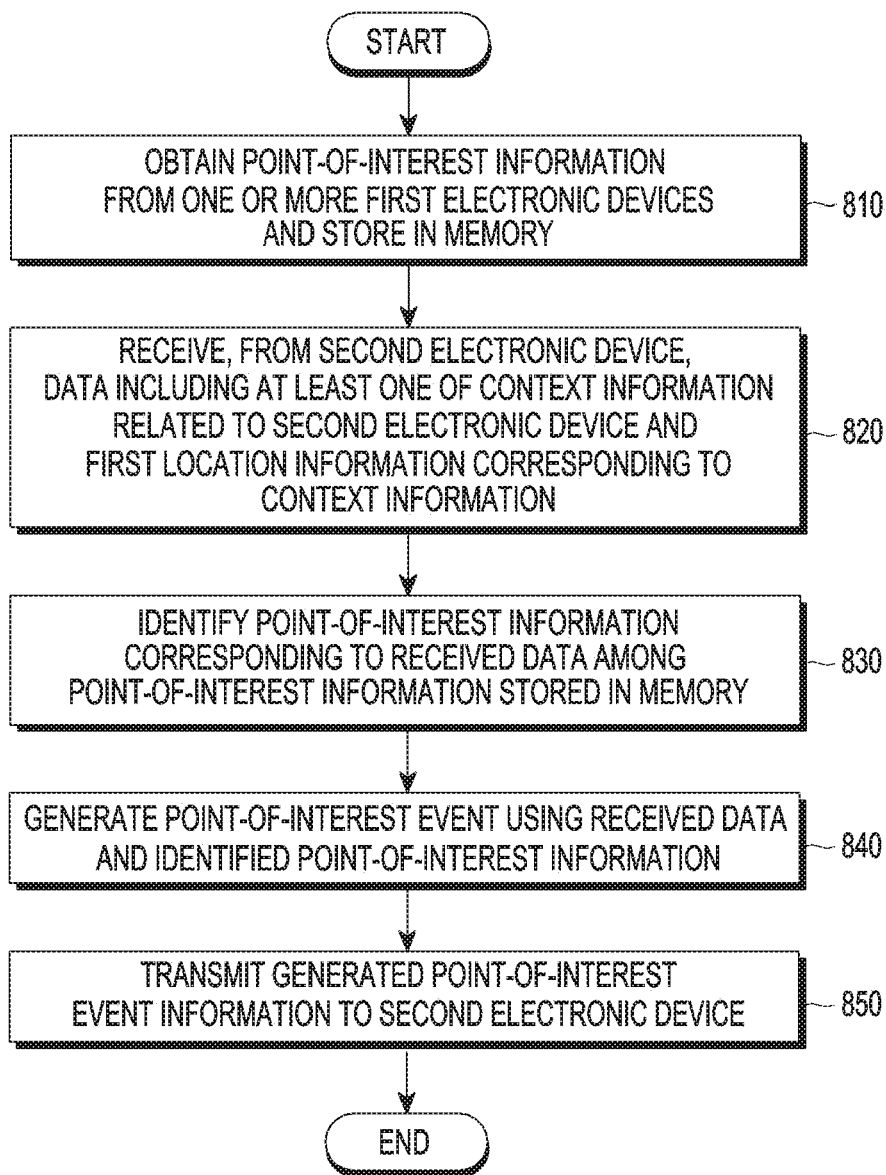 START
OBTAIN POINT-OF-INTEREST INFORMATION
FROM ONE OR MORE FIRST ELECTRONIC DEVICES
AND STORE IN MEMORY
810
RECEIVE, FROM SECOND ELECTRONIC DEVICE,
DATA INCLUDING AT LEAST ONE OF CONTEXT INFORMATION
RELATED TO SECOND ELECTRONIC DEVICE AND
FIRST LOCATION INFORMATION CORRESPONDING TO
CONTEXT INFORMATION
820
IDENTIFY POINT-OF-INTEREST INFORMATION
CORRESPONDING TO RECEIVED DATA AMONG
POINT-OF-INTEREST INFORMATION STORED IN MEMORY
830
GENERATE POINT-OF-INTEREST EVENT USING RECEIVED DATA
AND IDENTIFIED POINT-OF-INTEREST INFORMATION
840
TRANSMIT GENERATED POINT-OF-INTEREST
EVENT INFORMATION TO SECOND ELECTRONIC DEVICE
850
END